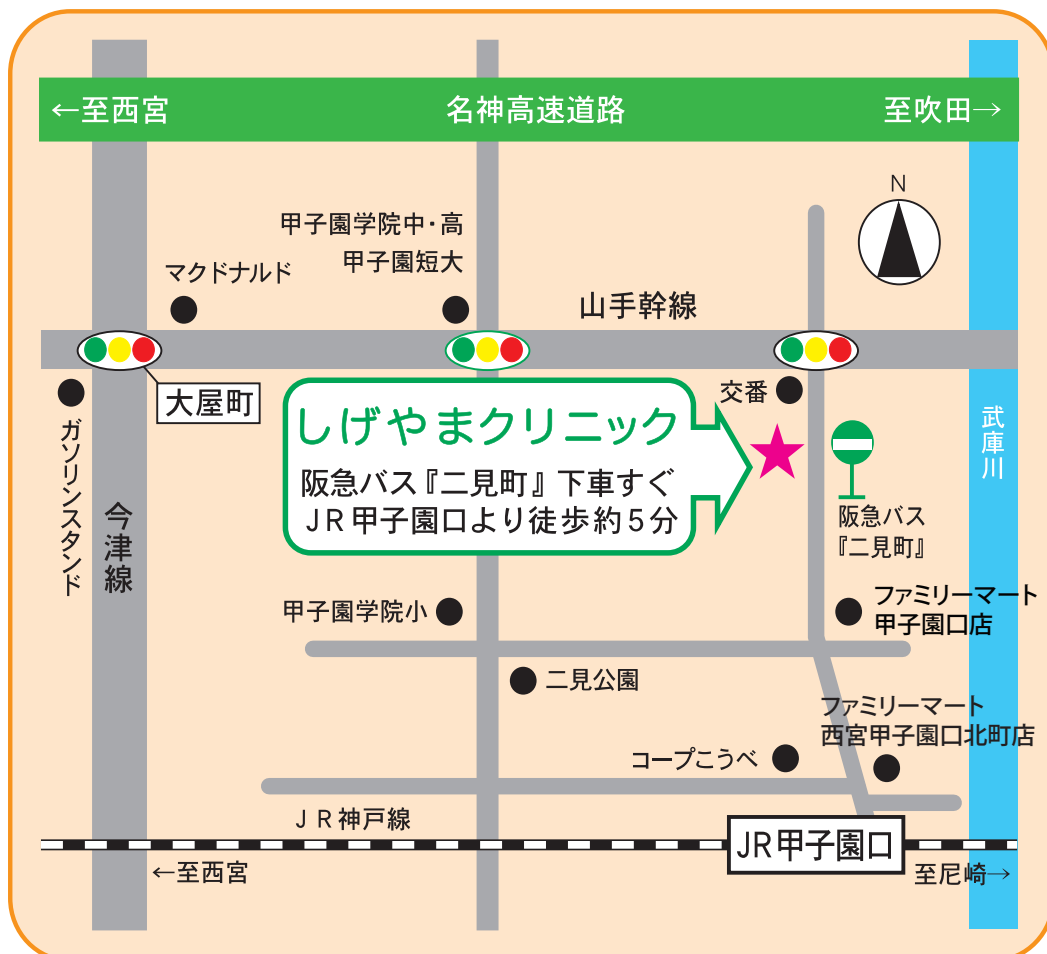 ←至西宮
名神高速道路
至吹田→
N
甲子園学院中・高
甲子園短大
マクドナルド
山手幹線
大屋町
交番
しげやまクリニック
阪急バス『二見町』下車すぐ
JR甲子園口より徒歩約5分
武庫川
ガソリンスタンド
今津線
阪急バス
『二見町』
甲子園学院小
ファミリーマート
甲子園口店
二見公園
ファミリーマート
西宮甲子園口北町店
コープこうべ
JR神戸線
JR甲子園口
←至西宮
至尼崎→